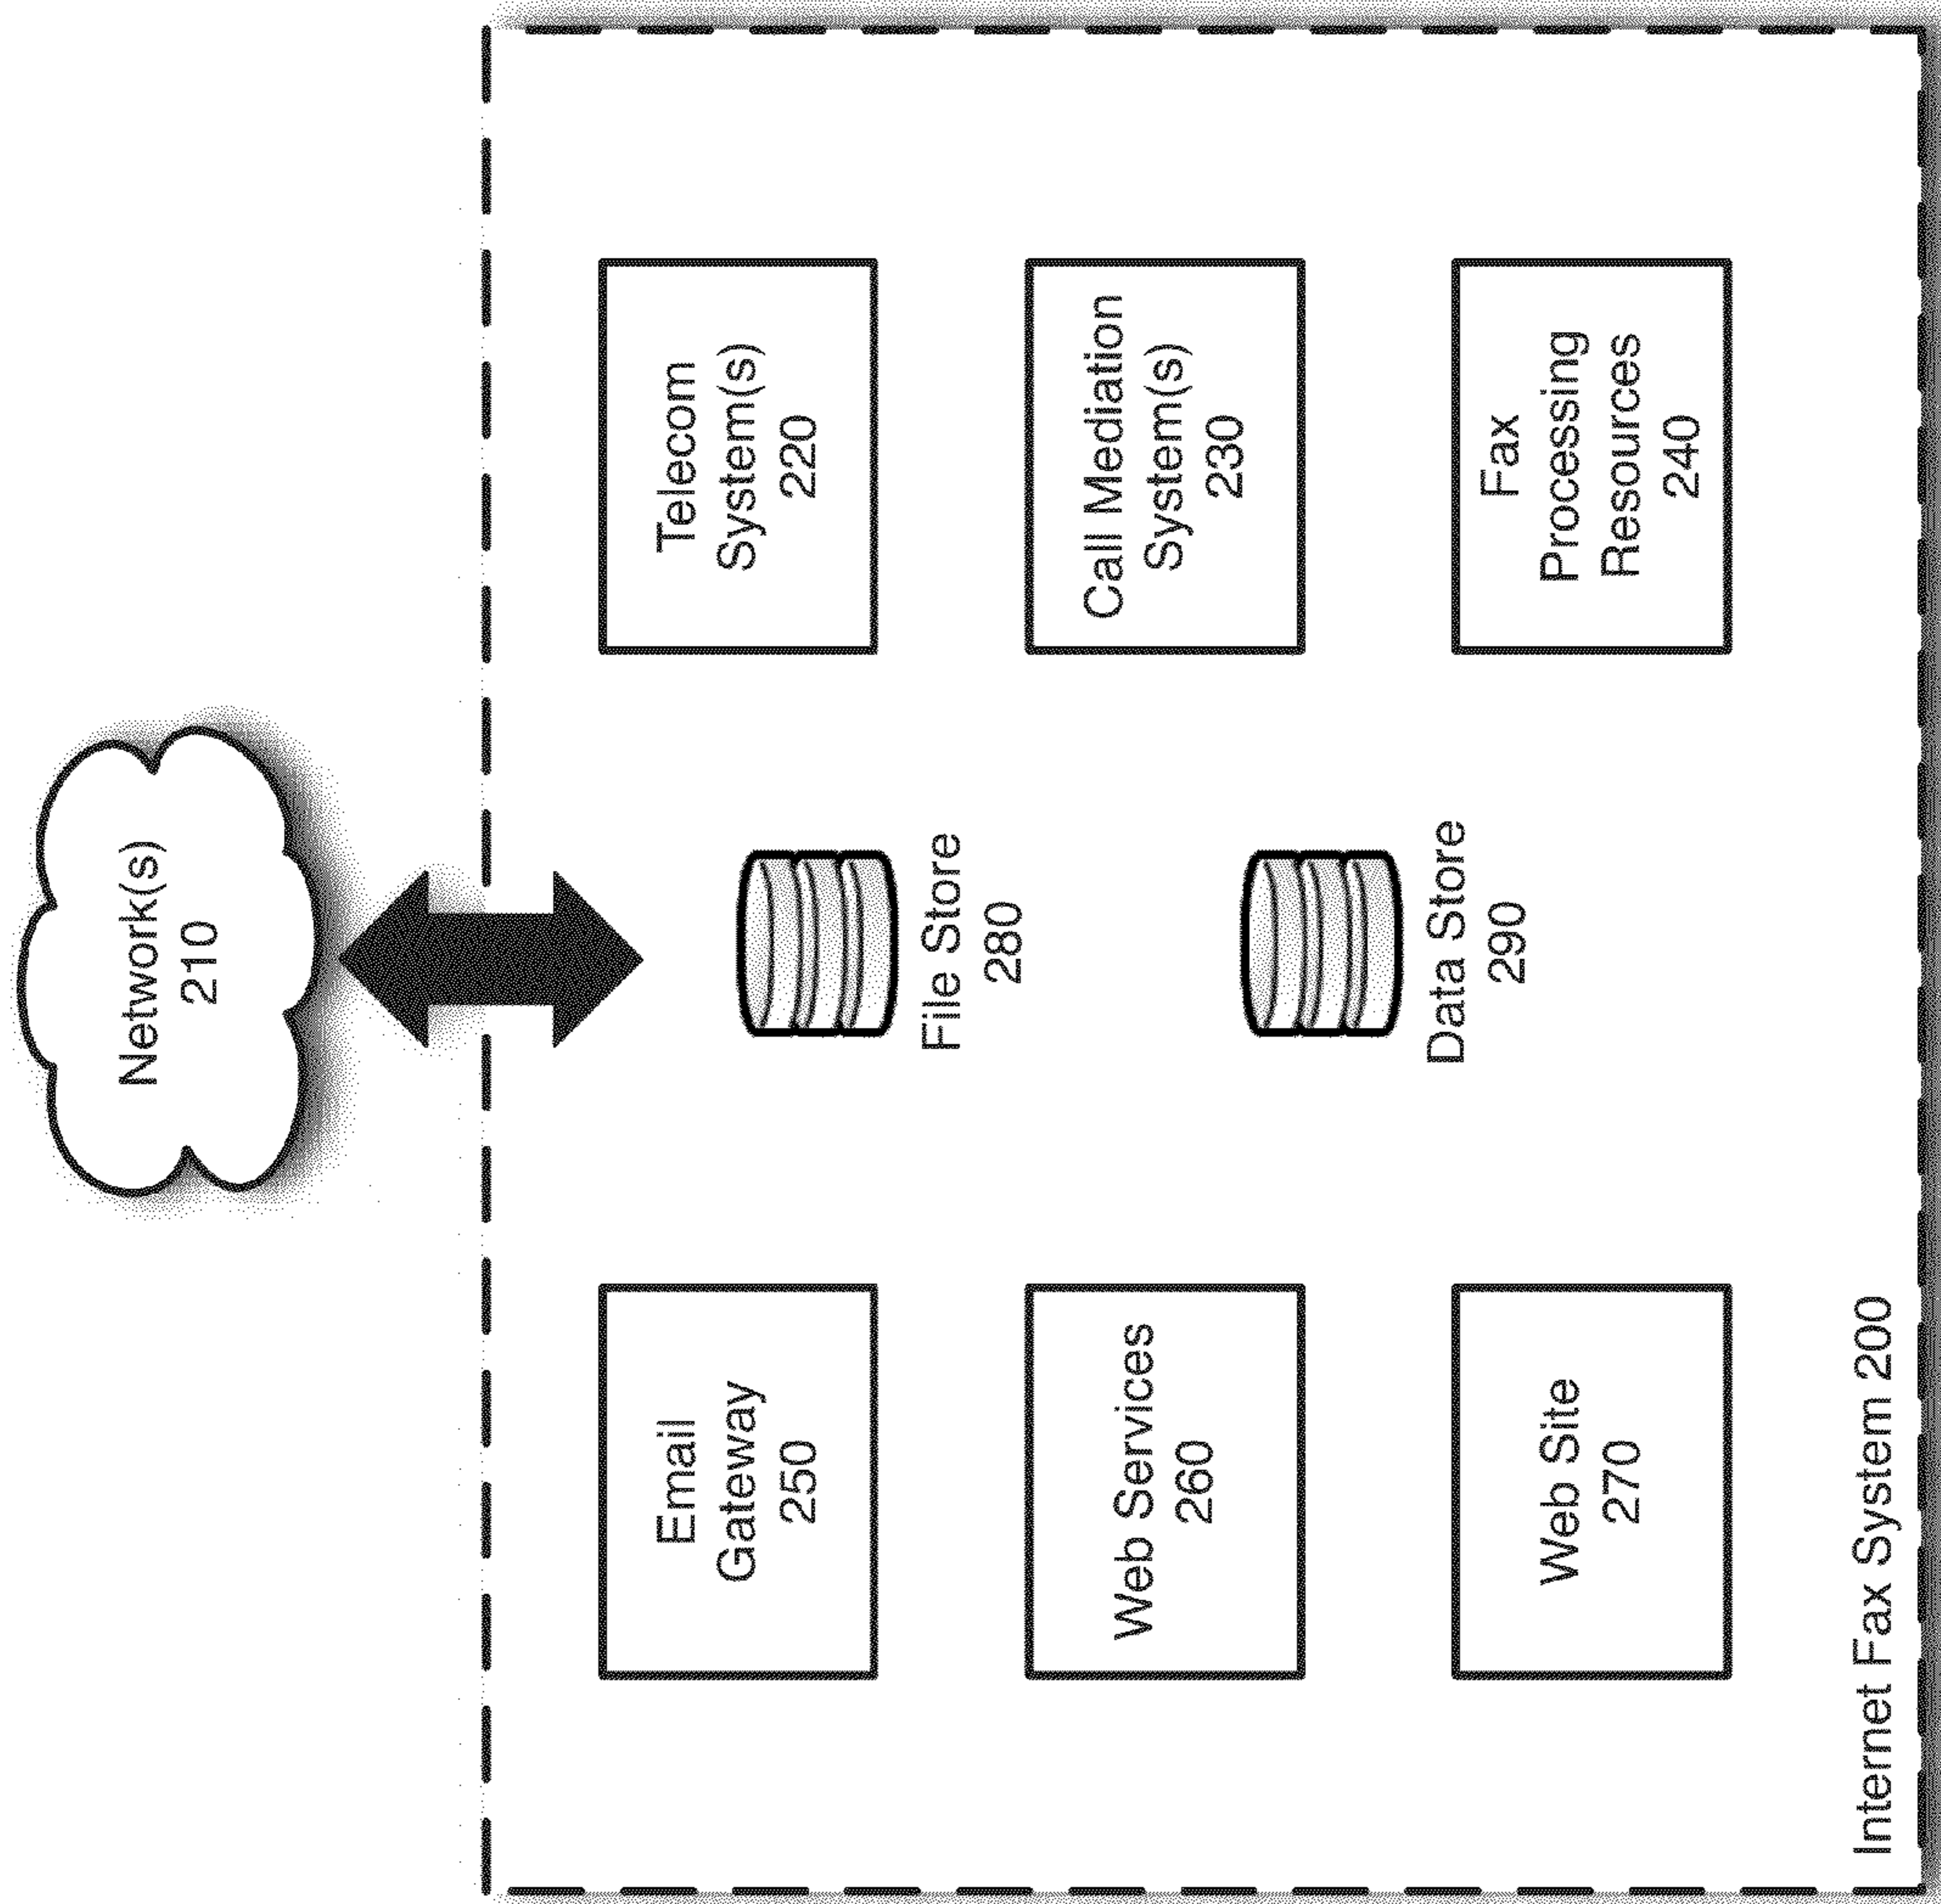 Network(s)
210
Email
Gateway
250
File Store
280
Telecom
System(s)
220
Web Services
260
Call Mediation
System(s)
230
Data Store
290
Web Site
270
Fax
Processing
Resources
240
Internet Fax System 200